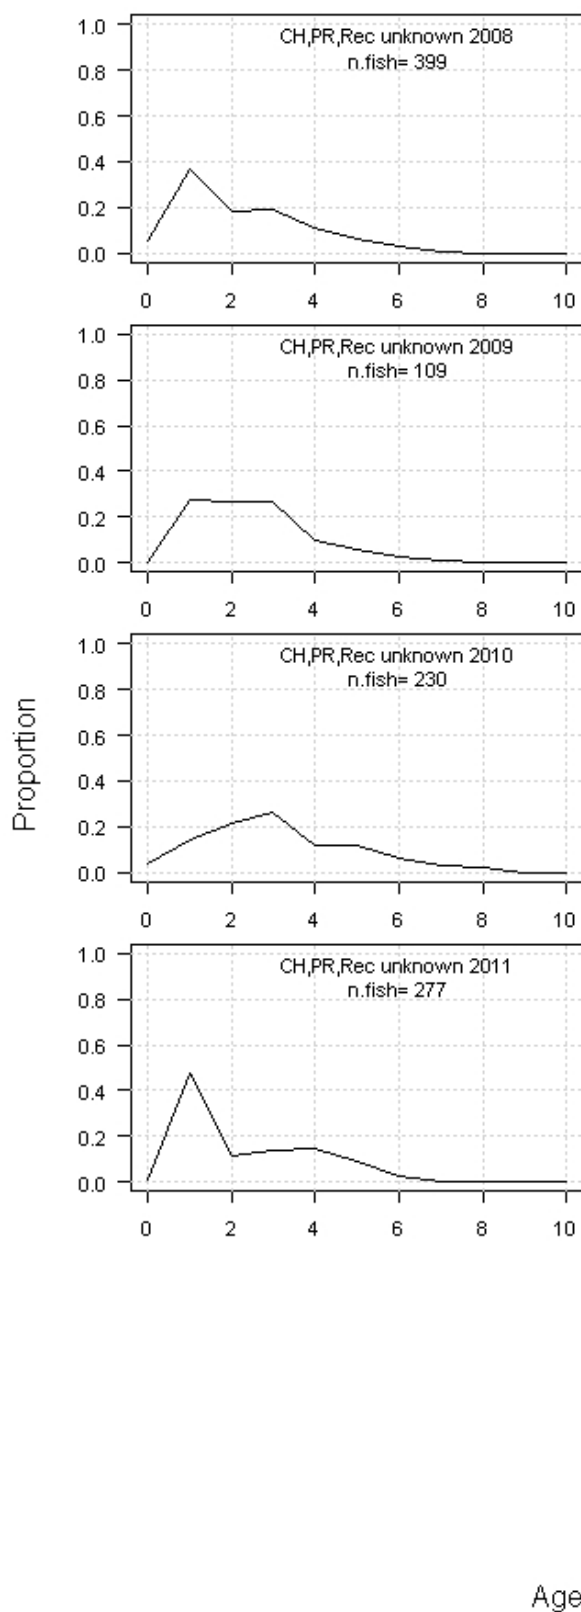 CH,PR,Rec unknown 2008
n.fish= 399
1.0
0.8
0.6
0.4
0.2
0.0
0 2 4 6 8 10
CH,PR,Rec unknown 2009
n.fish= 109
1.0
0.8
0.6
0.4
0.2
0.0
0 2 4 6 8 10
CH,PR,Rec unknown 2010
n.fish= 230
1.0
0.8
0.6
0.4
0.2
0.0
0 2 4 6 8 10
Proportion
CH,PR,Rec unknown 2011
n.fish= 277
1.0
0.8
0.6
0.4
0.2
0.0
0 2 4 6 8 10
Age